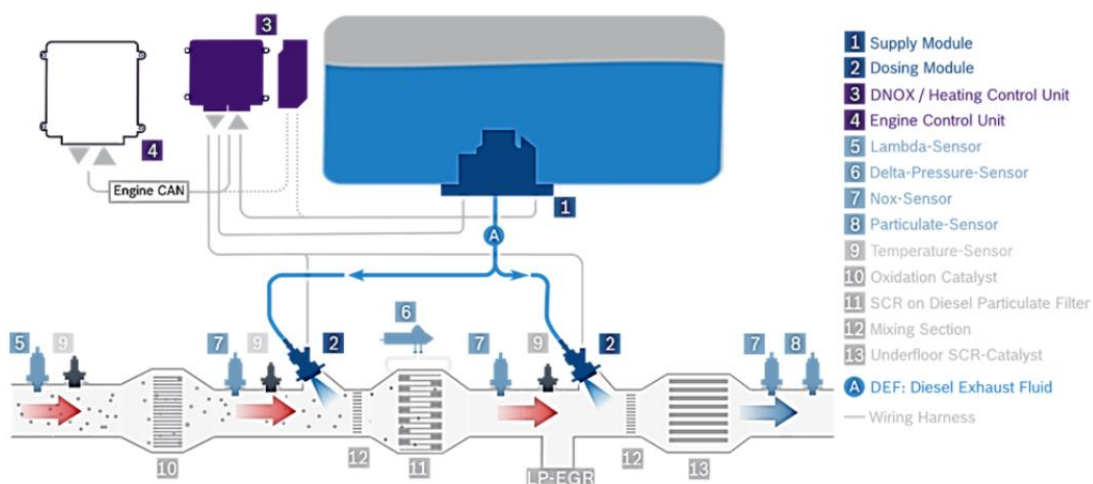 3
4
Engine CAN
1
A
5
9
7
9
2
6
7
9
2
7
8
10
12
11
LP-EGR
12
13
1 Supply Module
2 Dosing Module
3 DNOX / Heating Control Unit
4 Engine Control Unit
5 Lambda-Sensor
6 Delta-Pressure-Sensor
7 Nox-Sensor
8 Particulate-Sensor
9 Temperature-Sensor
10 Oxidation Catalyst
11 SCR on Diesel Particulate Filter
12 Mixing Section
13 Underfloor SCR-Catalyst
A DEF: Diesel Exhaust Fluid
Wiring Harness